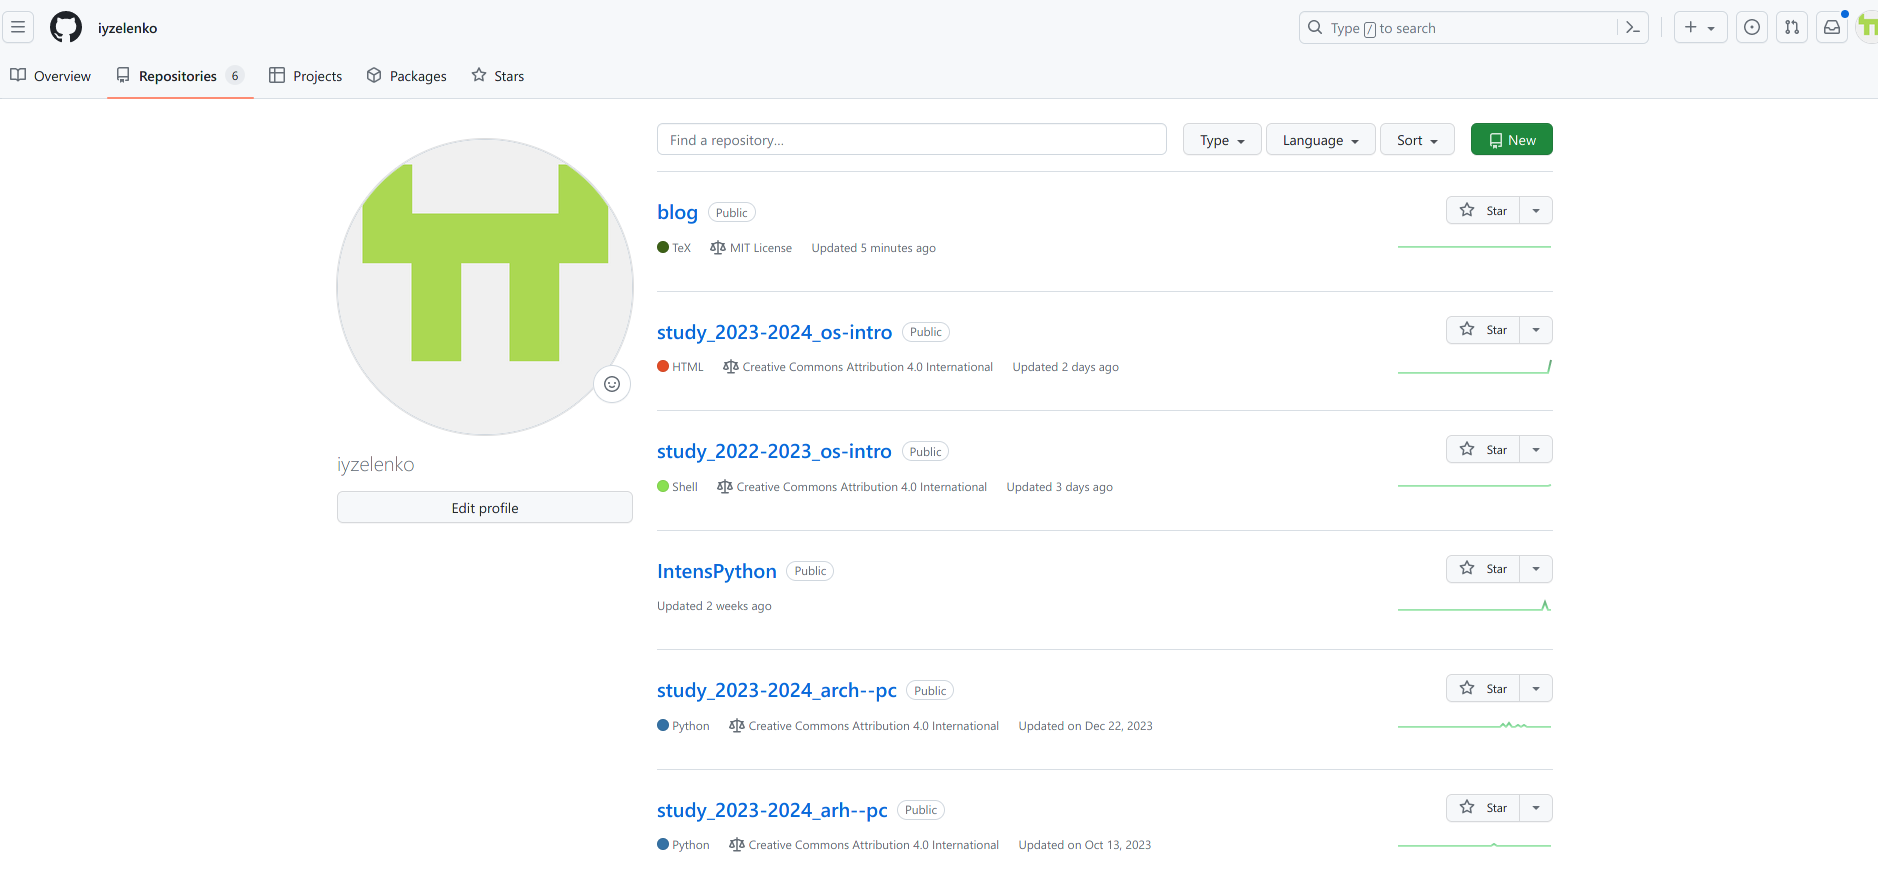 iyzelenko
Type / to search
Overview Repositories 6 Projects Packages Stars
Find a repository...
Type Language Sort New
blog Public Star
TeX MIT License Updated 5 minutes ago
study_2023-2024_os-intro Public Star
HTML Creative Commons Attribution 4.0 International Updated 2 days ago
study_2022-2023_os-intro Public Star
Shell Creative Commons Attribution 4.0 International Updated 3 days ago
iyzelenko
Edit profile
IntensPython Public Star
Updated 2 weeks ago
study_2023-2024_arch--pc Public Star
Python Creative Commons Attribution 4.0 International Updated on Dec 22, 2023
study_2023-2024_arh--pc Public Star
Python Creative Commons Attribution 4.0 International Updated on Oct 13, 2023